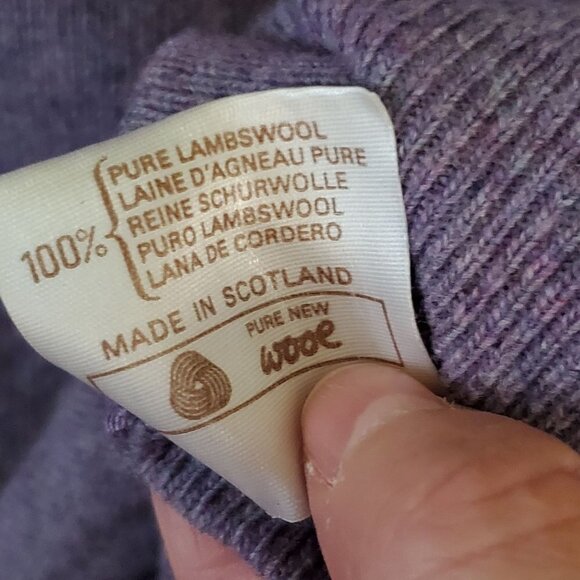 100%
PURE LAMBSWOOL
LAINE D'AGNEAU PURE
REINE SCHURWOLLE
PURO LAMBSWOOL
LANA DE CORDERO
MADE IN SCOTLAND
PURE NEW
wool